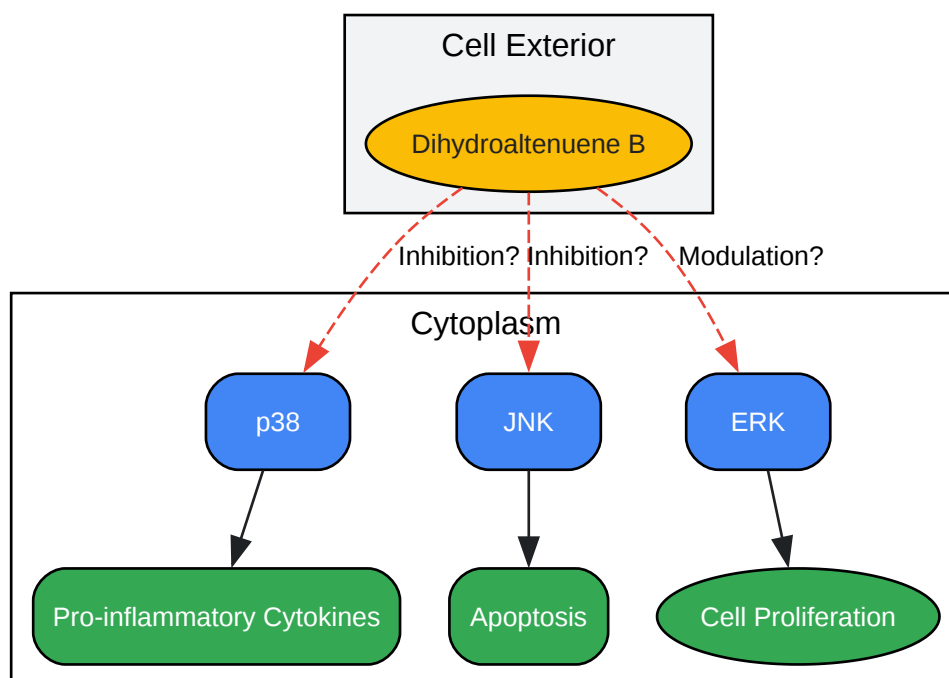 Cell Exterior
Dihydroaltenuene B
Inhibition? Inhibition? Modulation?
Cytoplasm
p38 JNK ERK
Pro-inflammatory Cytokines Apoptosis Cell Proliferation